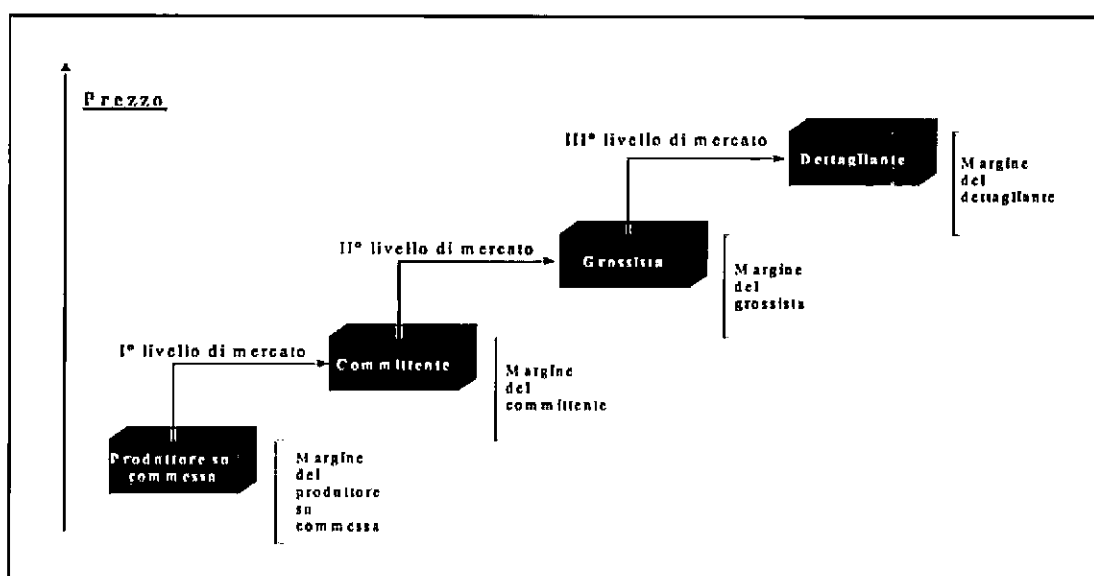 Prezzo
III° livello di mercato
Dettagliante
Margine
del
dettagliante
II° livello di mercato
Grossista
Margine
del
grossista
I° livello di mercato
Committente
Margine
del
committente
Produttore su
commessa
Margine
del
produttore
su
commessa